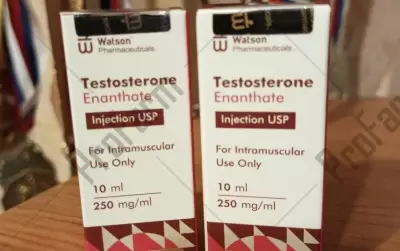 Watson
Pharmaceuticals.
Testosterone
Enanthate
Injection USP
For Intramuscular
Use Only
10 ml
250 mg/ml
Watson
Pharmaceuticals.
Testosterone
Enanthate
Injection USP
For Intramuscular
Use Only
10 ml
250 mg/ml